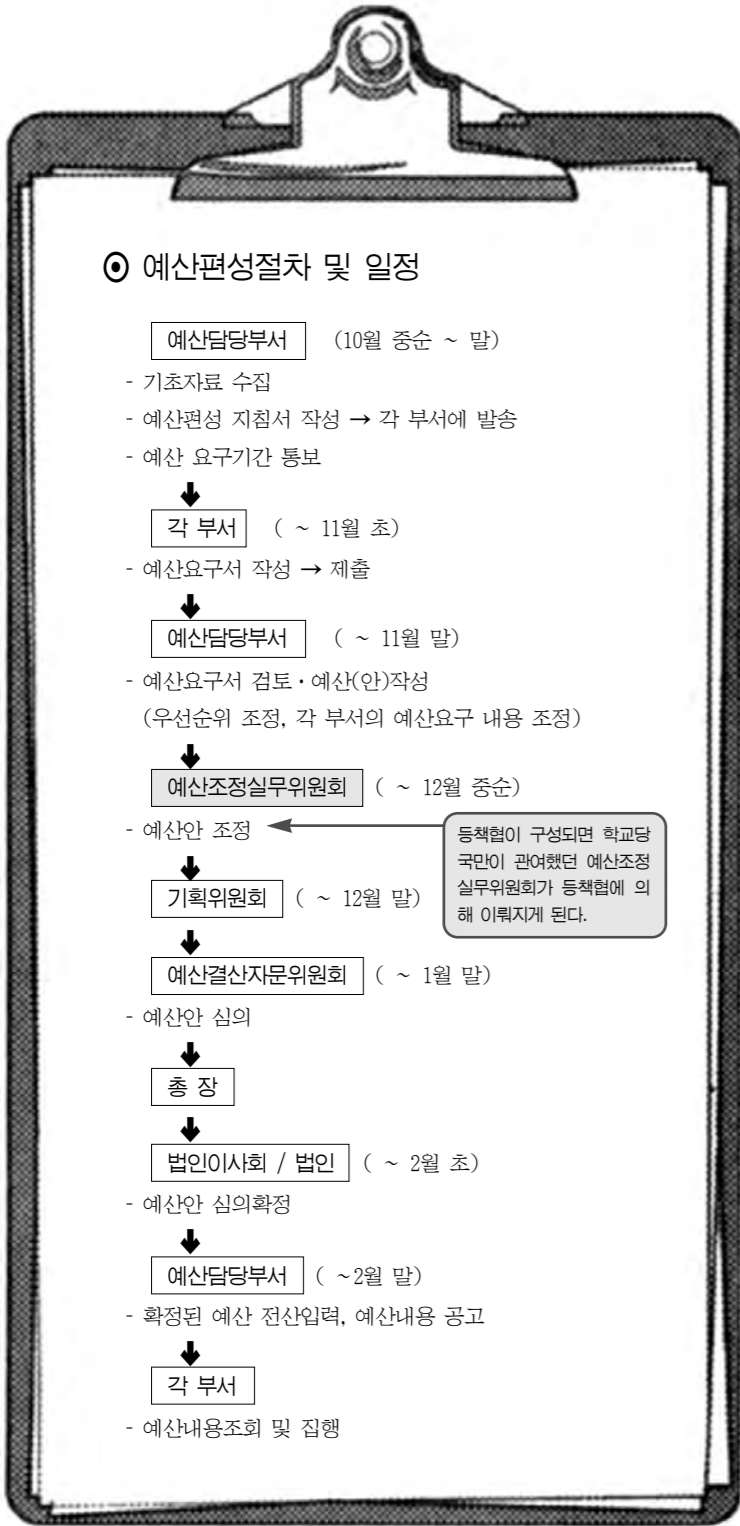 ⊙ 예산편성절차 및 일정
예산담당부서 (10월 중순 ~ 말)
- 기초자료 수집
- 예산편성 지침서 작성 → 각 부서에 발송
- 예산 요구기간 통보
각 부서 ( ~ 11월 초)
- 예산요구서 작성 → 제출
예산담당부서 ( ~ 11월 말)
- 예산요구서 검토·예산(안)작성
(우선순위 조정, 각 부서의 예산요구 내용 조정)
예산조정실무위원회 ( ~ 12월 중순)
- 예산안 조정
등책협이 구성되면 학교당
국만이 관여했던 예산조정
실무위원회가 등책협에 의
해 이뤄지게 된다.
기획위원회 ( ~ 12월 말)
예산결산자문위원회 ( ~ 1월 말)
- 예산안 심의
총 장
법인이사회 / 법인 ( ~ 2월 초)
- 예산안 심의확정
예산담당부서 ( ~2월 말)
- 확정된 예산 전산입력, 예산내용 공고
각 부서
- 예산내용조회 및 집행